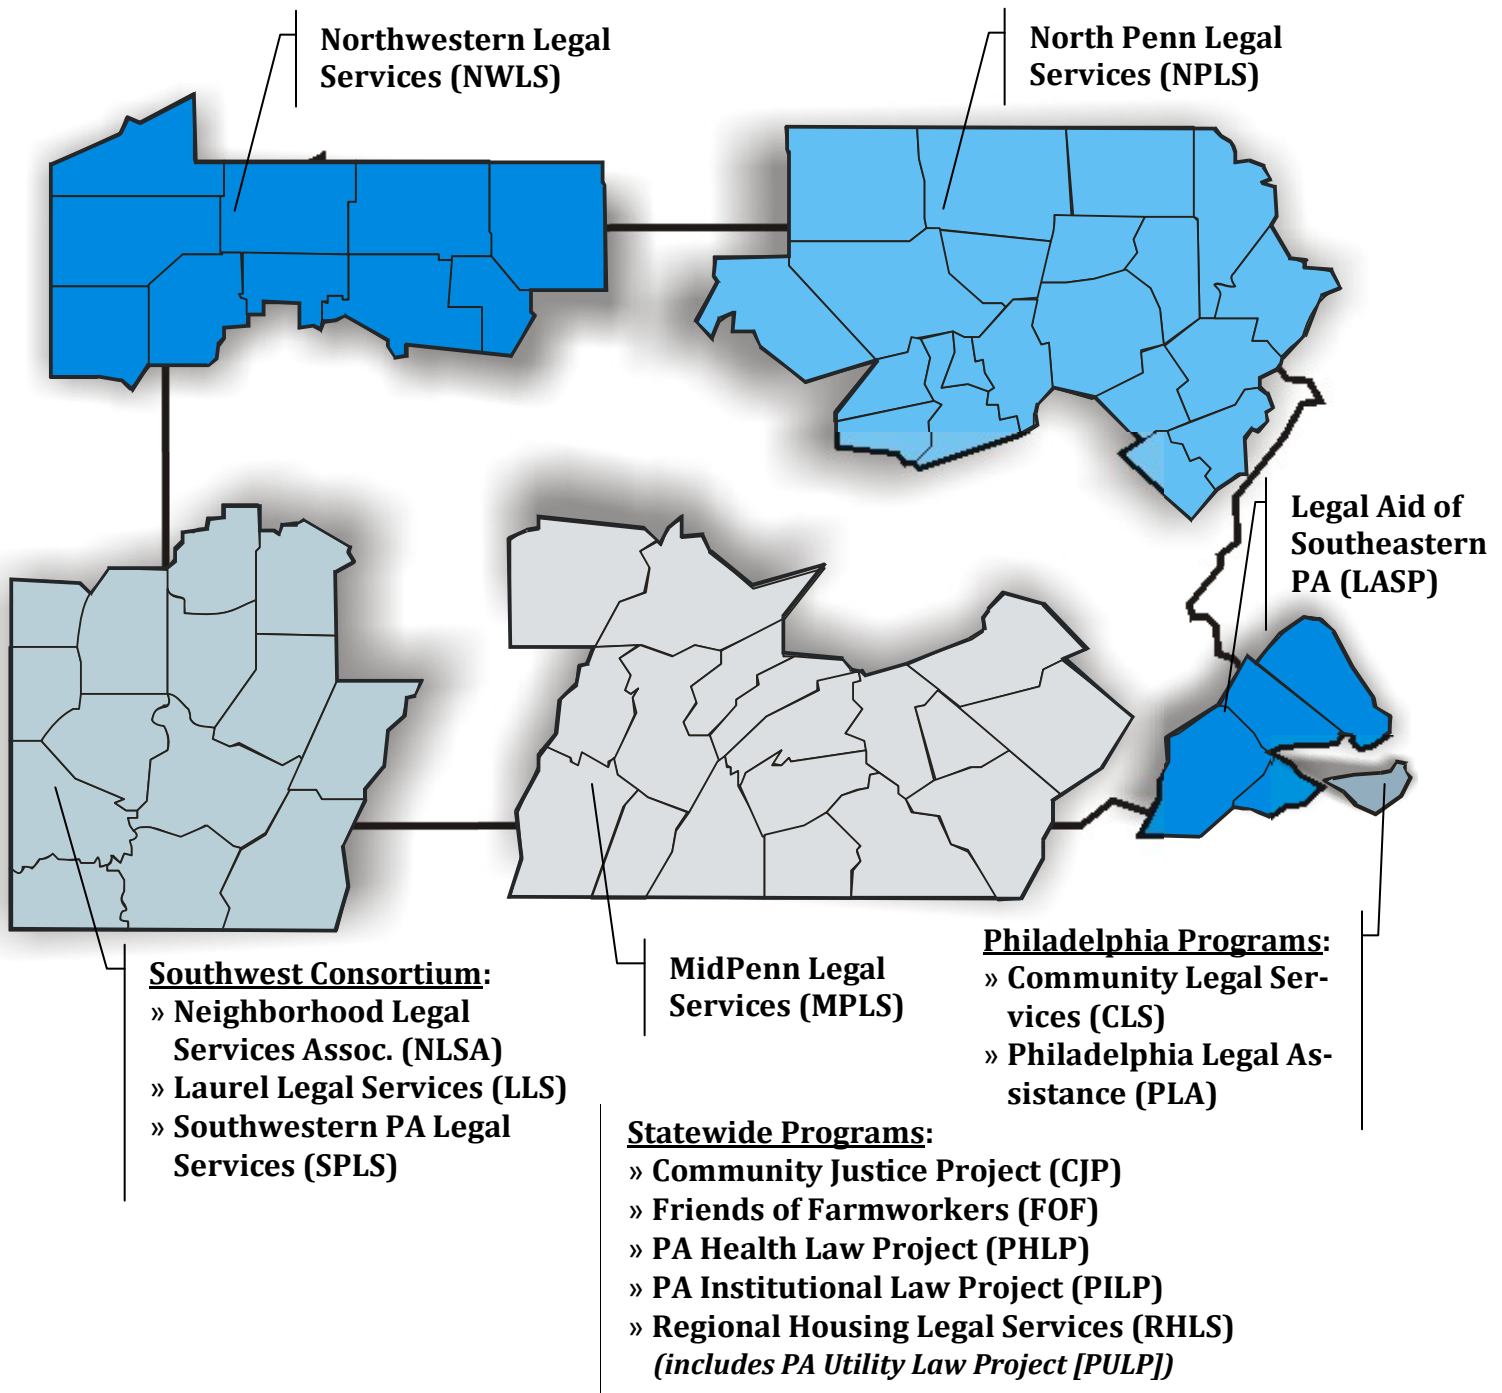 Northwestern Legal
Services (NWLS)
North Penn Legal
Services (NPLS)
Legal Aid of
Southeastern
PA (LASP)
Southwest Consortium:
» Neighborhood Legal
Services Assoc. (NLSA)
» Laurel Legal Services (LLS)
» Southwestern PA Legal
Services (SPLS)
MidPenn Legal
Services (MPLS)
Philadelphia Programs:
» Community Legal Ser-
vices (CLS)
» Philadelphia Legal As-
sistance (PLA)
Statewide Programs:
» Community Justice Project (CJP)
» Friends of Farmworkers (FOF)
» PA Health Law Project (PHLP)
» PA Institutional Law Project (PILP)
» Regional Housing Legal Services (RHLS)
(includes PA Utility Law Project [PULP])